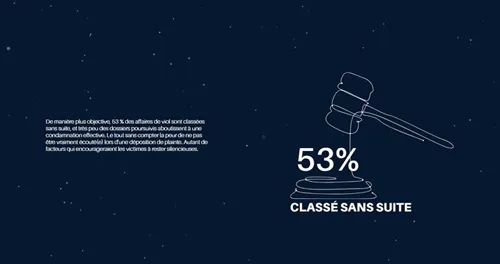 De manière plus objective, 53 % des affaires de viol sont classées
sans suite, et très peu des dossiers poursuivis aboutissent à une
condamnation effective. Le tout sans compter la peur de ne pas
être vraiment écouté(e) lors d'une déposition de plainte. Autant de
facteurs qui encourageraient les victimes à rester silencieuses.
53%
CLASSÉ SANS SUITE